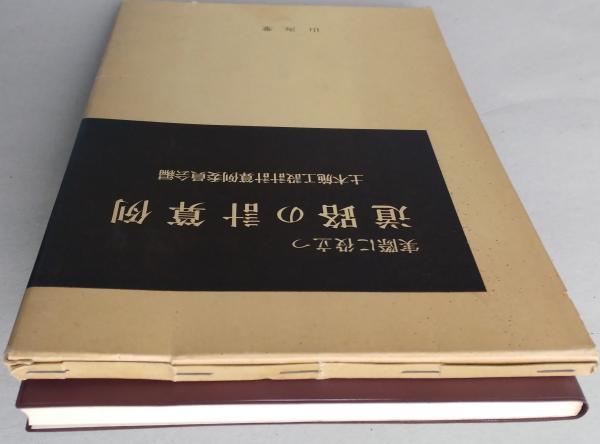 実際に役立つ
道路の計算例
土木施工設計計算例委員会編
山海堂